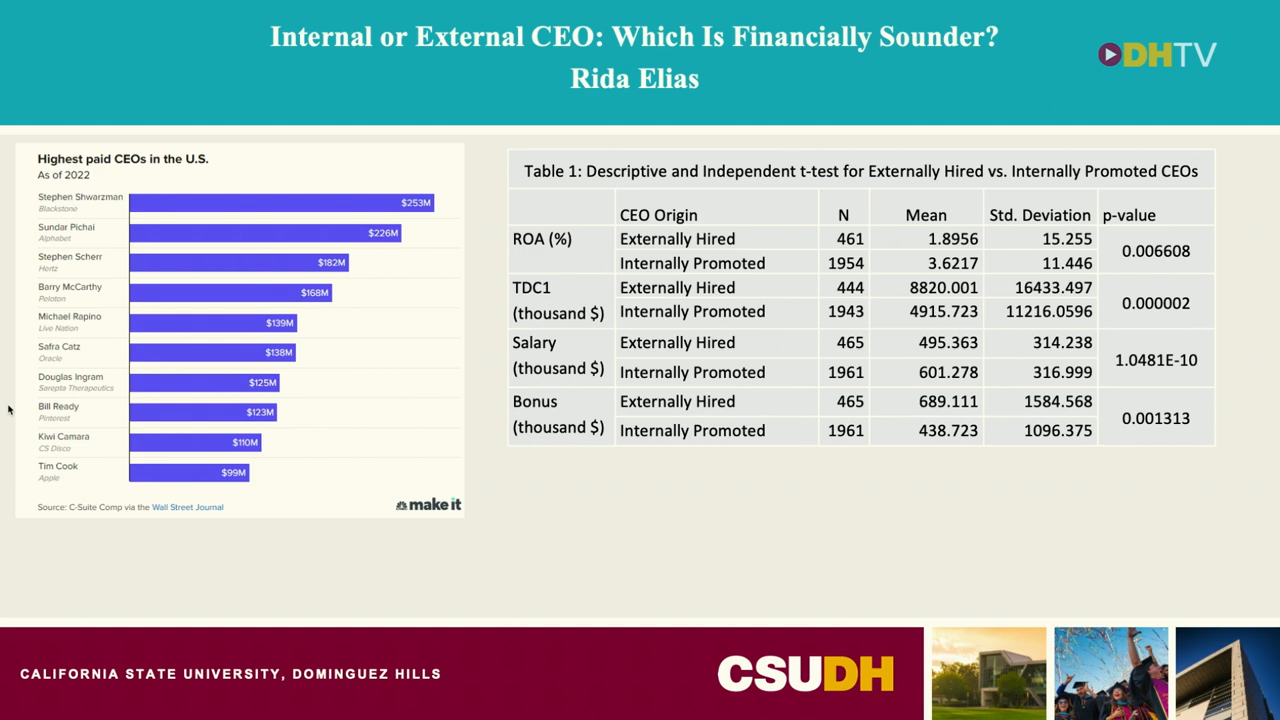 Internal or External CEO: Which Is Financially Sounder?
Rida Elias
DHTV
Highest paid CEOs in the U.S.
As of 2022
Stephen Shwarzman
Blackstone
$253M
Sundar Pichai
Alphabet
$226M
Stephen Scherr
Hertz
$182M
Barry McCarthy
Peloton
$168M
Michael Rapino
Live Nation
$139M
Safra Catz
Oracle
$138M
Douglas Ingram
Sarepta Therapeutics
$125M
Bill Ready
Pinterest
$123M
Kiwi Camara
CS Disco
$110M
Tim Cook
Apple
$99M
Source: C-Suite Comp via the Wall Street Journal
make it
Table 1: Descriptive and Independent t-test for Externally Hired vs. Internally Promoted CEOs
CEO Origin N Mean Std. Deviation p-value
ROA (%) Externally Hired 461 1.8956 15.255
0.006608
Internally Promoted 1954 3.6217 11.446
TDC1 Externally Hired 444 8820.001 16433.497
0.000002
(thousand $) Internally Promoted 1943 4915.723 11216.0596
Salary Externally Hired 465 495.363 314.238
1.0481E-10
(thousand $) Internally Promoted 1961 601.278 316.999
Bonus Externally Hired 465 689.111 1584.568
0.001313
(thousand $) Internally Promoted 1961 438.723 1096.375
CALIFORNIA STATE UNIVERSITY, DOMINGUEZ HILLS
CSUDH